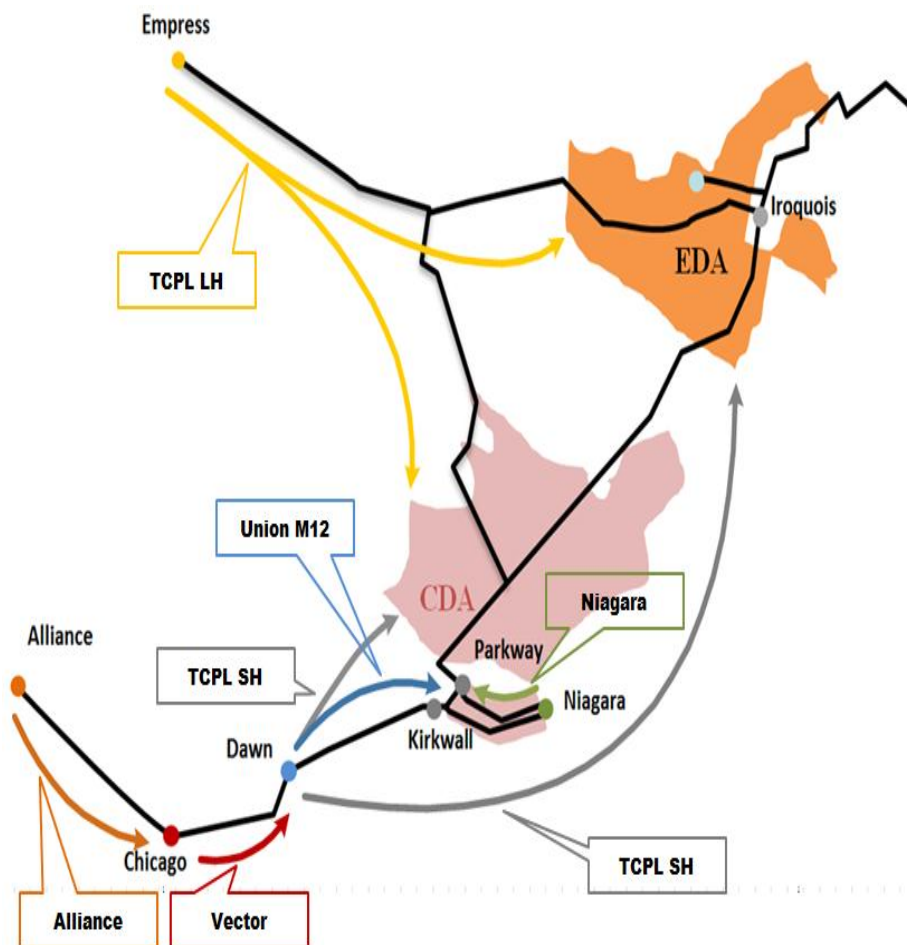 Empress
Iroquois
TCPL LH
EDA
Union M12
CDA
Niagara
Alliance
Parkway
TCPL SH
Niagara
Kirkwall
Dawn
Chicago
TCPL SH
Alliance
Vector